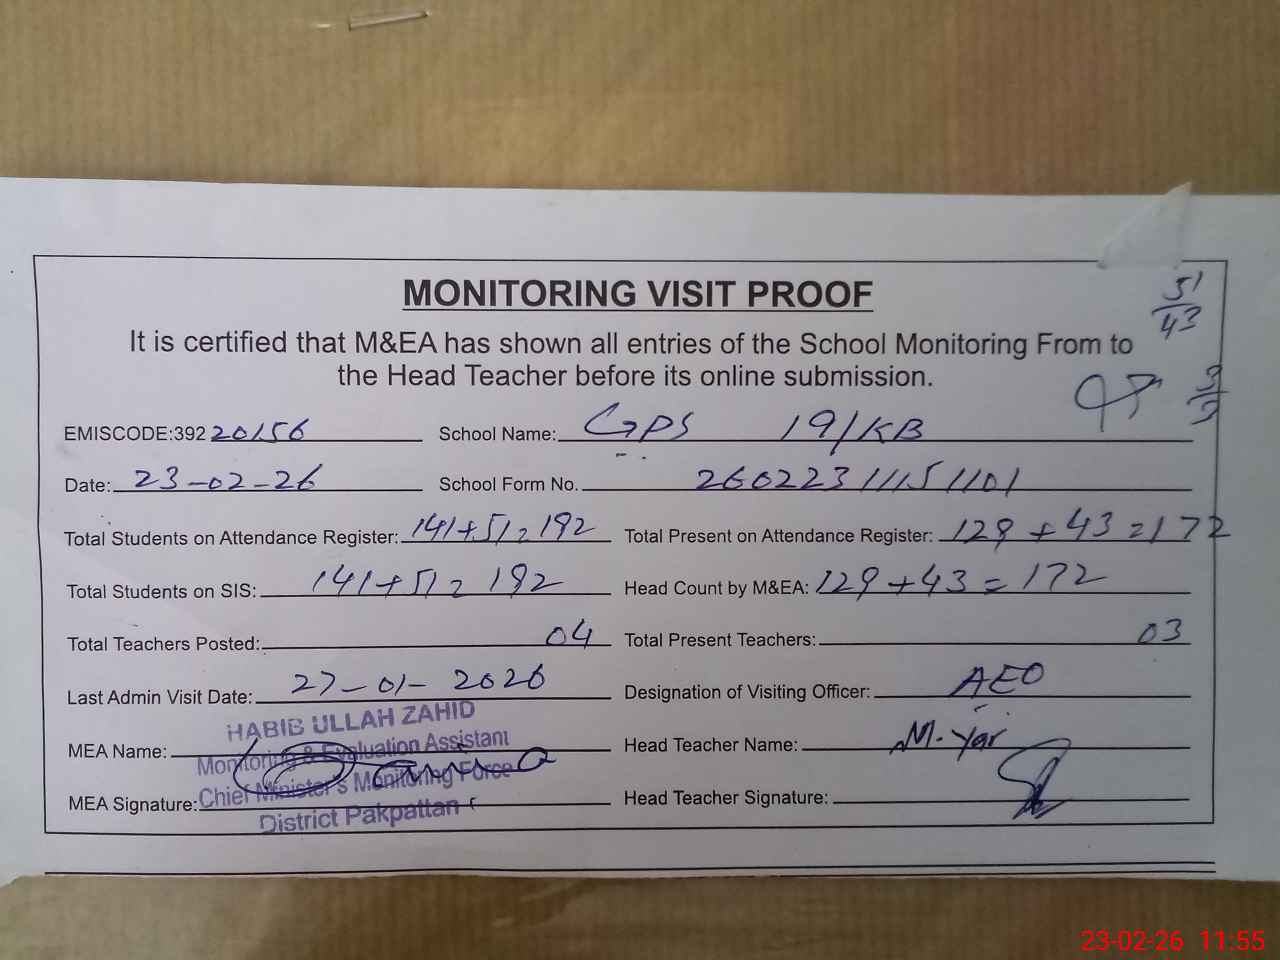 MONITORING VISIT PROOF
51
43
It is certified that M&EA has shown all entries of the School Monitoring From to
the Head Teacher before its online submission.
EMISCODE:392 20156 School Name: GPS 19/KB
Date: 23-02-26 School Form No. 26022311151101
Total Students on Attendance Register: 141+51=192 Total Present on Attendance Register: 129+43=172
Total Students on SIS: 141+51=192 Head Count by M&EA: 129+43=172
Total Teachers Posted: 04 Total Present Teachers: 03
Last Admin Visit Date: 27-01-2026 Designation of Visiting Officer: AEO
HABIB ULLAH ZAHID
MEA Name: Head Teacher Name: M. Yar
Monitoring & Evaluation Assistant
Chief Minister's Monitoring Force
MEA Signature: Head Teacher Signature:
District Pakpattan
23-02-26 11:55